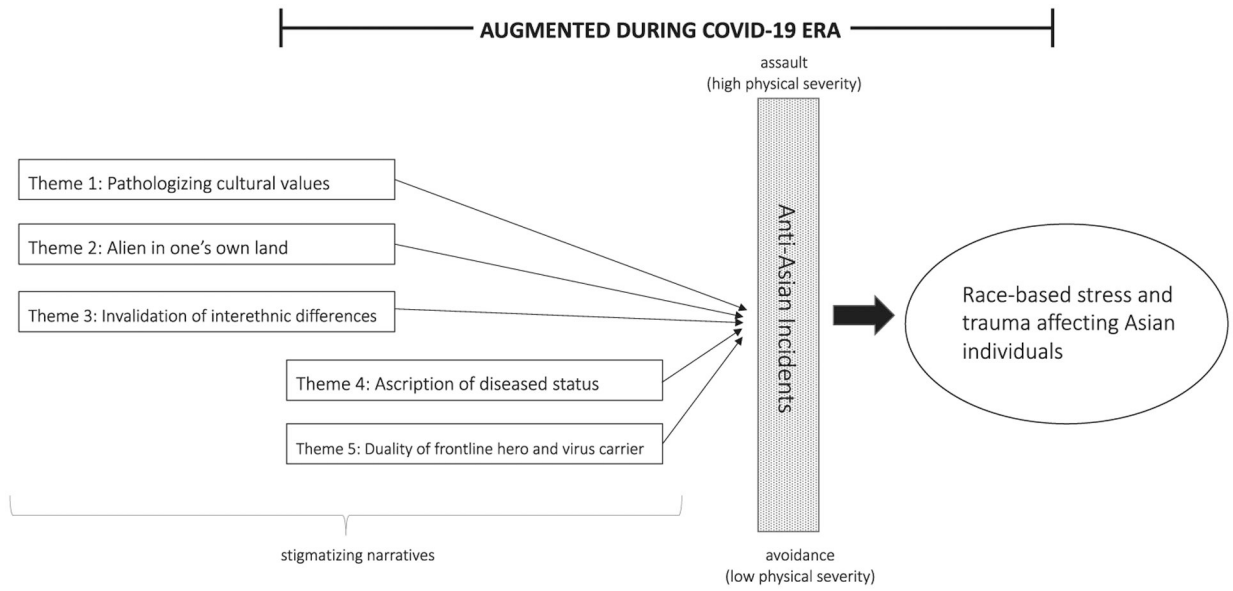 AUGMENTED DURING COVID-19 ERA
assault
(high physical severity)
Theme 1: Pathologizing cultural values
Theme 2: Alien in one's own land
Theme 3: Invalidation of interethnic differences
Theme 4: Ascription of diseased status
Theme 5: Duality of frontline hero and virus carrier
stigmatizing narratives
Anti-Asian Incidents
avoidance
(low physical severity)
Race-based stress and
trauma affecting Asian
individuals